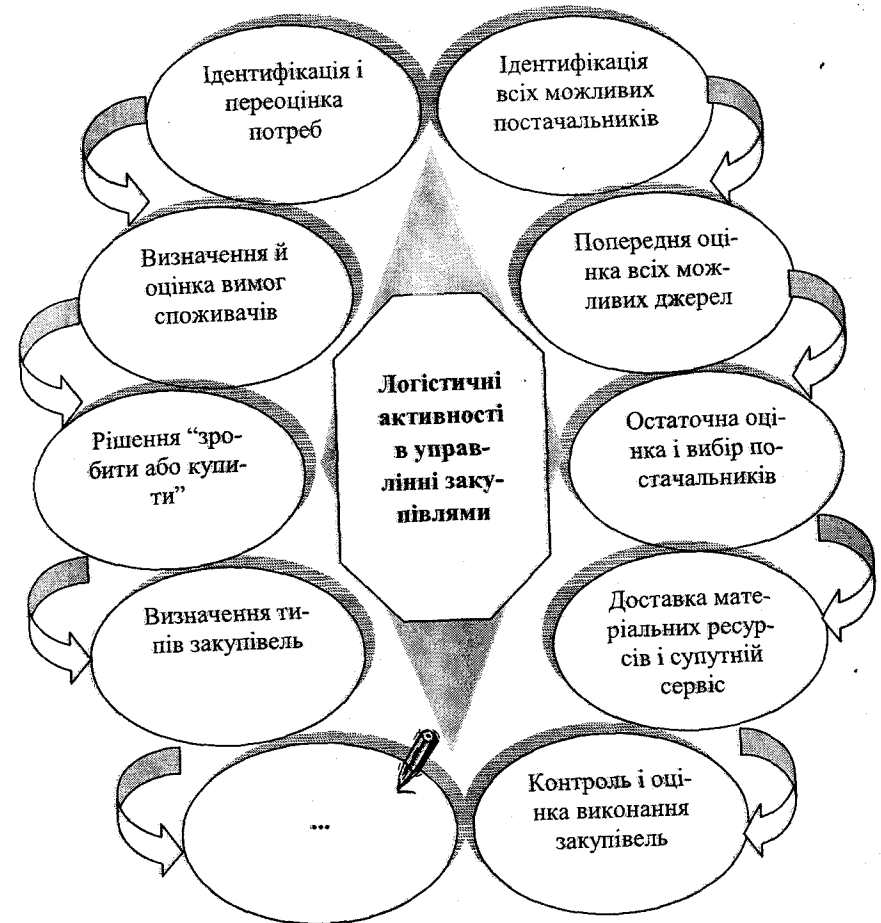 Ідентифікація і
переоцінка
потреб
Визначення й
оцінка вимог
споживачів
Рішення “зро-
бити або купи-
ти”
Визначення ти-
пів закупівель
...
Логістичні
активності
в управ-
лінні заку-
півлями
Ідентифікація
всіх можливих
постачальників
Попередня оці-
нка всіх мож-
ливих джерел
Остаточна оці-
нка і вибір по-
стачальників
Доставка мате-
ріальних ресур-
сів і супутній
сервіс
Контроль і оці-
нка виконання
закупівель